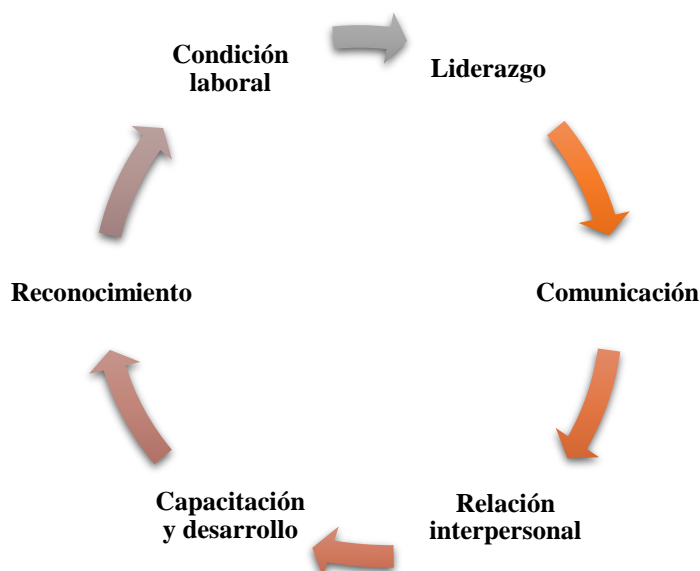 Condición
laboral
Liderazgo
Comunicación
Relación
interpersonal
Capacitación
y desarrollo
Reconocimiento